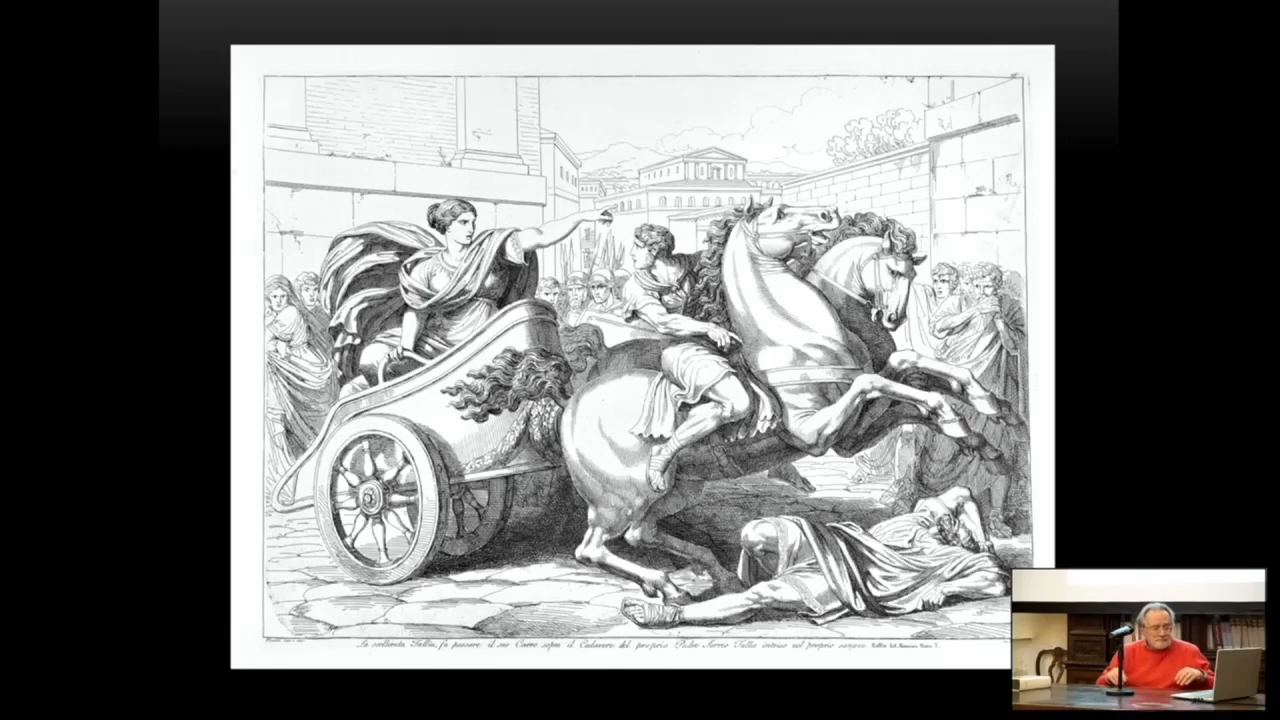 La scellerata Tullia, fà passare il suo Carro sopra il Cadavere del proprio Padre Servio Tullio intriso nel proprio sangue.